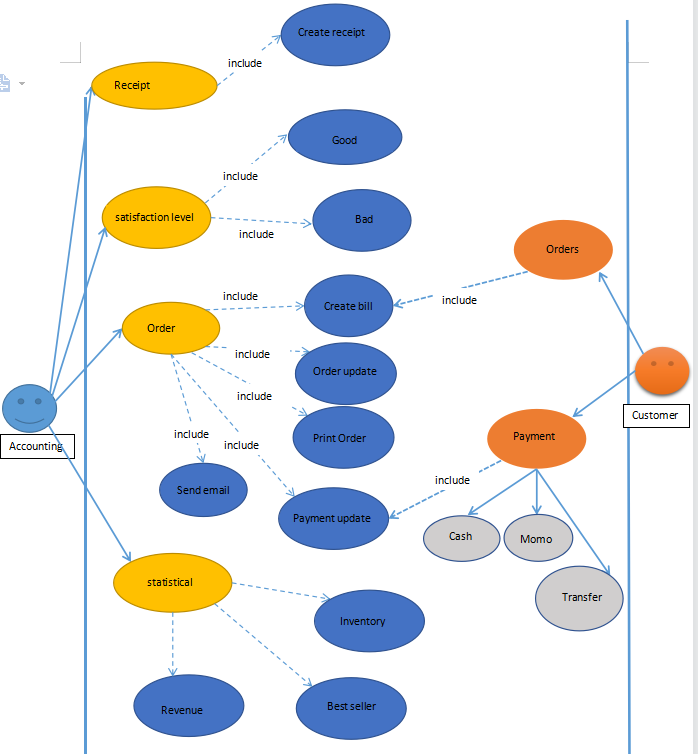 Create receipt
include
Receipt
Good
include
satisfaction level
Bad
include
Orders
include
Create bill
include
Order
include
Order update
include
Customer
Print Order
include
Payment
Accounting
include
include
Send email
Payment update
Cash
Momo
statistical
Transfer
Inventory
Revenue
Best seller